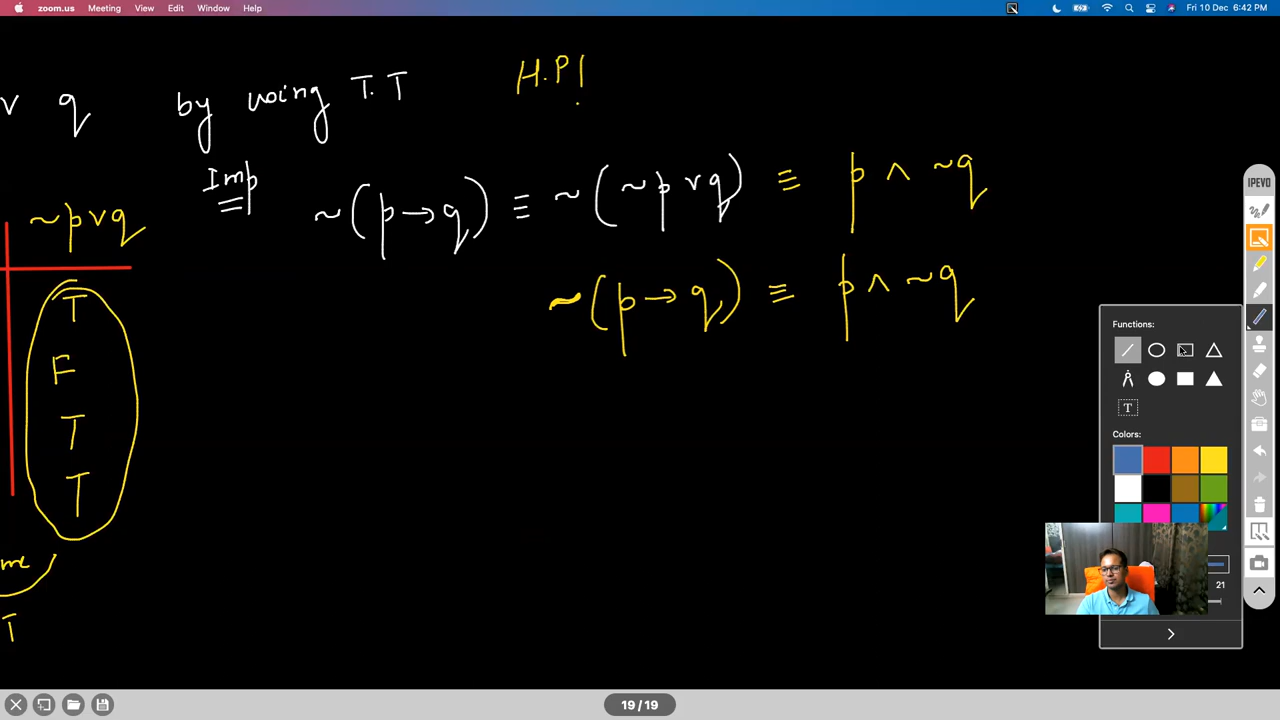 zoom.us Meeting View Edit Window Help Fri 10 Dec 6:42 PM
H.P!
v q by using T.T
Imp
~(p→q) ≡ ~(~p∨q) ≡ p ∧ ~q
~p∨q
~(p→q) ≡ p ∧ ~q
T
F
T
T
T
IPEVO
Functions:
T
Colors:
21
19/19